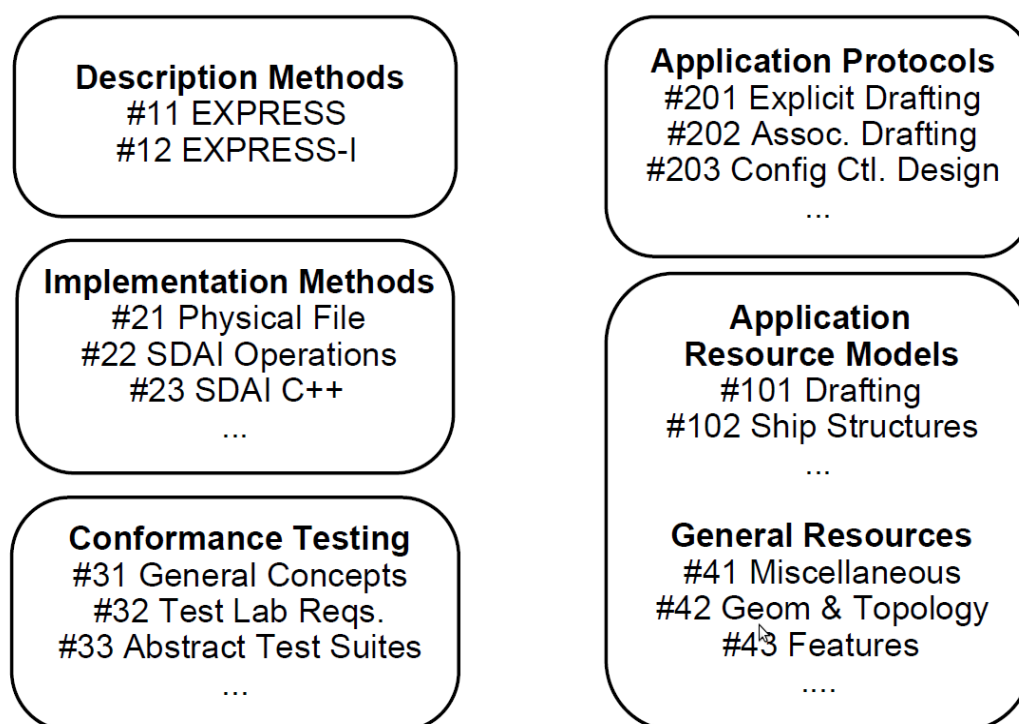 Description Methods
#11 EXPRESS
#12 EXPRESS-I
Implementation Methods
#21 Physical File
#22 SDAI Operations
#23 SDAI C++
...
Conformance Testing
#31 General Concepts
#32 Test Lab Reqs.
#33 Abstract Test Suites
...
Application Protocols
#201 Explicit Drafting
#202 Assoc. Drafting
#203 Config Ctl. Design
...
Application
Resource Models
#101 Drafting
#102 Ship Structures
...
General Resources
#41 Miscellaneous
#42 Geom & Topology
#43 Features
....